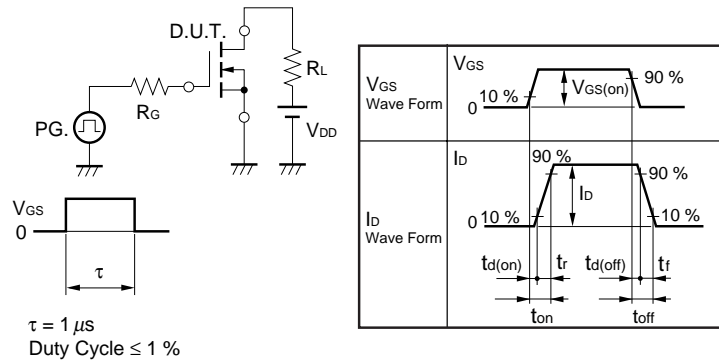 D.U.T.
RL
RG
PG.
VDD
VGS
0
τ
τ = 1 μs
Duty Cycle ≤ 1 %
VGS
Wave Form
VGS
10 %
0
VGS(on)
90 %
ID
Wave Form
ID
90 %
90 %
0 10 %
ID
10 %
td(on) tr td(off) tf
ton toff